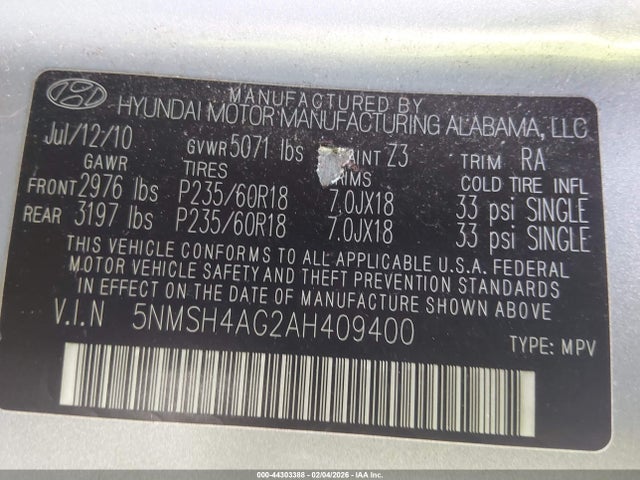 MANUFACTURED BY
HYUNDAI MOTOR MANUFACTURING ALABAMA, LLC
Jul/12/10 GVWR 5071 lbs AINT Z3 TRIM RA
GAWR TIRES IMS COLD TIRE INFL
FRONT 2976 lbs P235/60R18 7.0JX18 33 psi SINGLE
REAR 3197 lbs P235/60R18 7.0JX18 33 psi SINGLE
THIS VEHICLE CONFORMS TO ALL APPLICABLE U.S.A. FEDERAL
MOTOR VEHICLE SAFETY AND THEFT PREVENTION STANDARDS
IN EFFECT ON THE DATE OF MANUFACTURE SHOWN ABOVE
V.I.N 5NMSH4AG2AH409400
TYPE: MPV
000-44303388 - 02/04/2026 - IAA Corp.